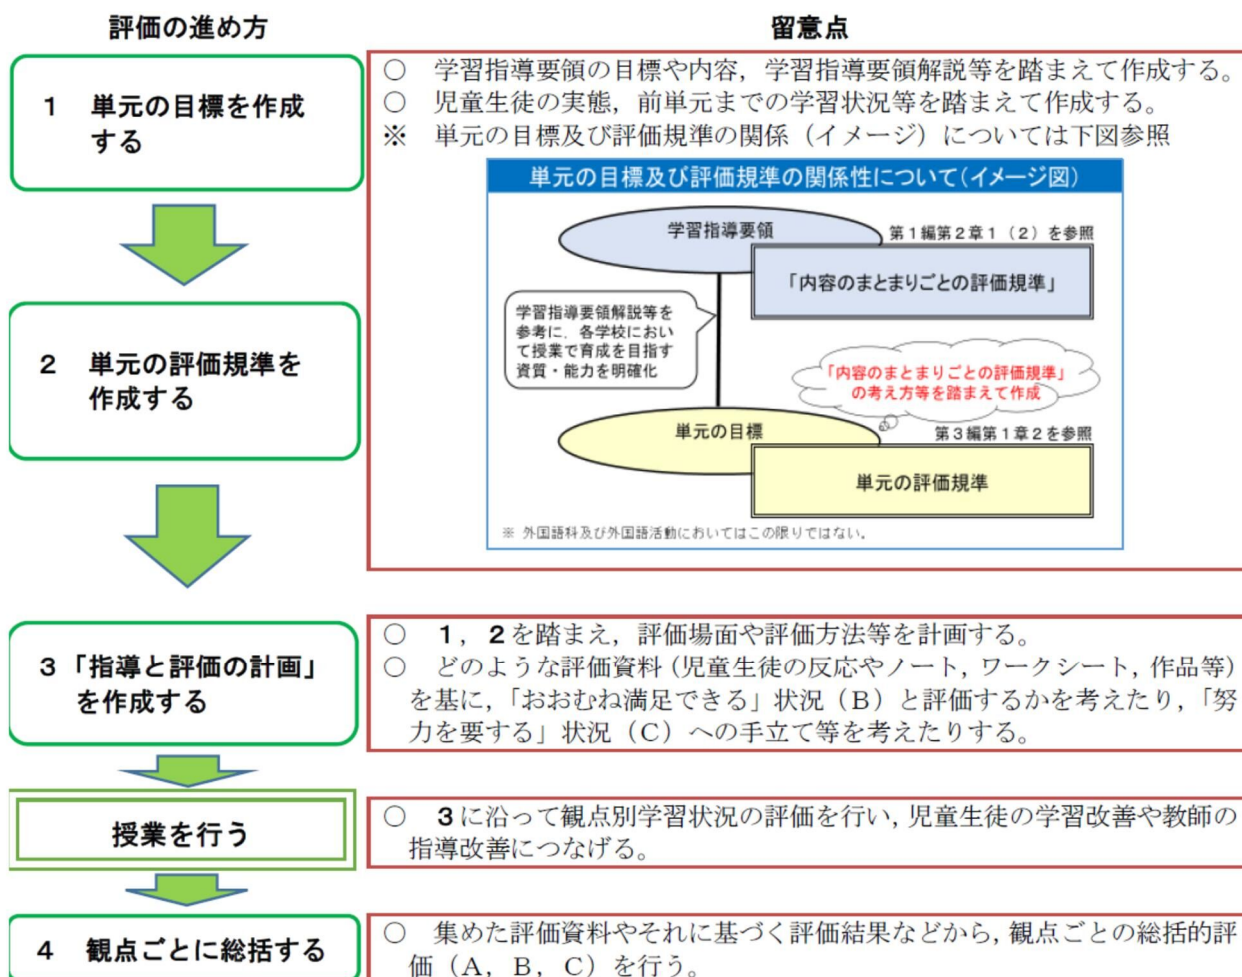 評価の進め方
留意点
1 単元の目標を作成
する
○ 学習指導要領の目標や内容，学習指導要領解説等を踏まえて作成する。
○ 児童生徒の実態，前単元までの学習状況等を踏まえて作成する。
※ 単元の目標及び評価規準の関係（イメージ）については下図参照
単元の目標及び評価規準の関係性について(イメージ図)
学習指導要領
第１編第２章１（２）を参照
「内容のまとまりごとの評価規準」
学習指導要領解説等を
参考に，各学校におい
て授業で育成を目指す
資質・能力を明確化
「内容のまとまりごとの評価規準」
の考え方等を踏まえて作成
単元の目標
第３編第１章２を参照
単元の評価規準
※ 外国語科及び外国語活動においてはこの限りではない。
2 単元の評価規準を
作成する
3 「指導と評価の計画」
を作成する
○ 1，2を踏まえ，評価場面や評価方法等を計画する。
○ どのような評価資料（児童生徒の反応やノート，ワークシート，作品等）
を基に，「おおむね満足できる」状況（Ｂ）と評価するかを考えたり，「努
力を要する」状況（Ｃ）への手立て等を考えたりする。
授業を行う
○ 3に沿って観点別学習状況の評価を行い，児童生徒の学習改善や教師の
指導改善につなげる。
4 観点ごとに総括する
○ 集めた評価資料やそれに基づく評価結果などから，観点ごとの総括的評
価（Ａ，Ｂ，Ｃ）を行う。